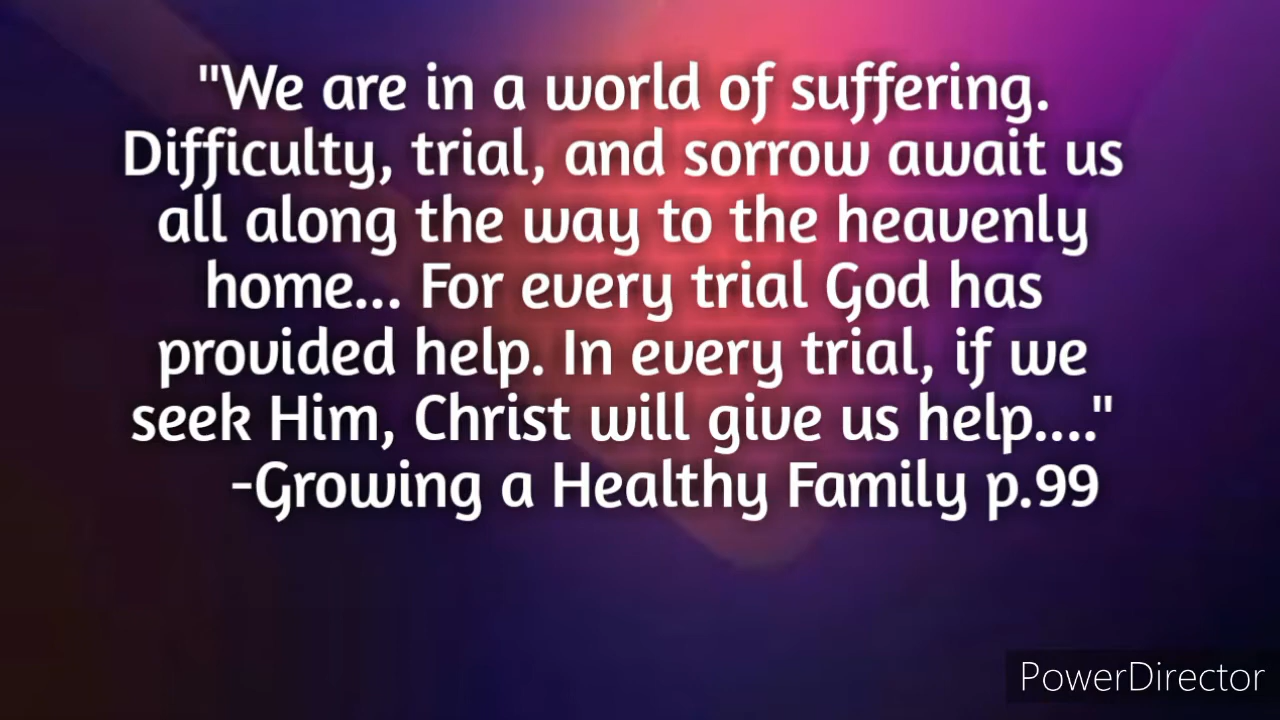 "We are in a world of suffering.
Difficulty, trial, and sorrow await us
all along the way to the heavenly
home... For every trial God has
provided help. In every trial, if we
seek Him, Christ will give us help...."
-Growing a Healthy Family p.99
PowerDirector